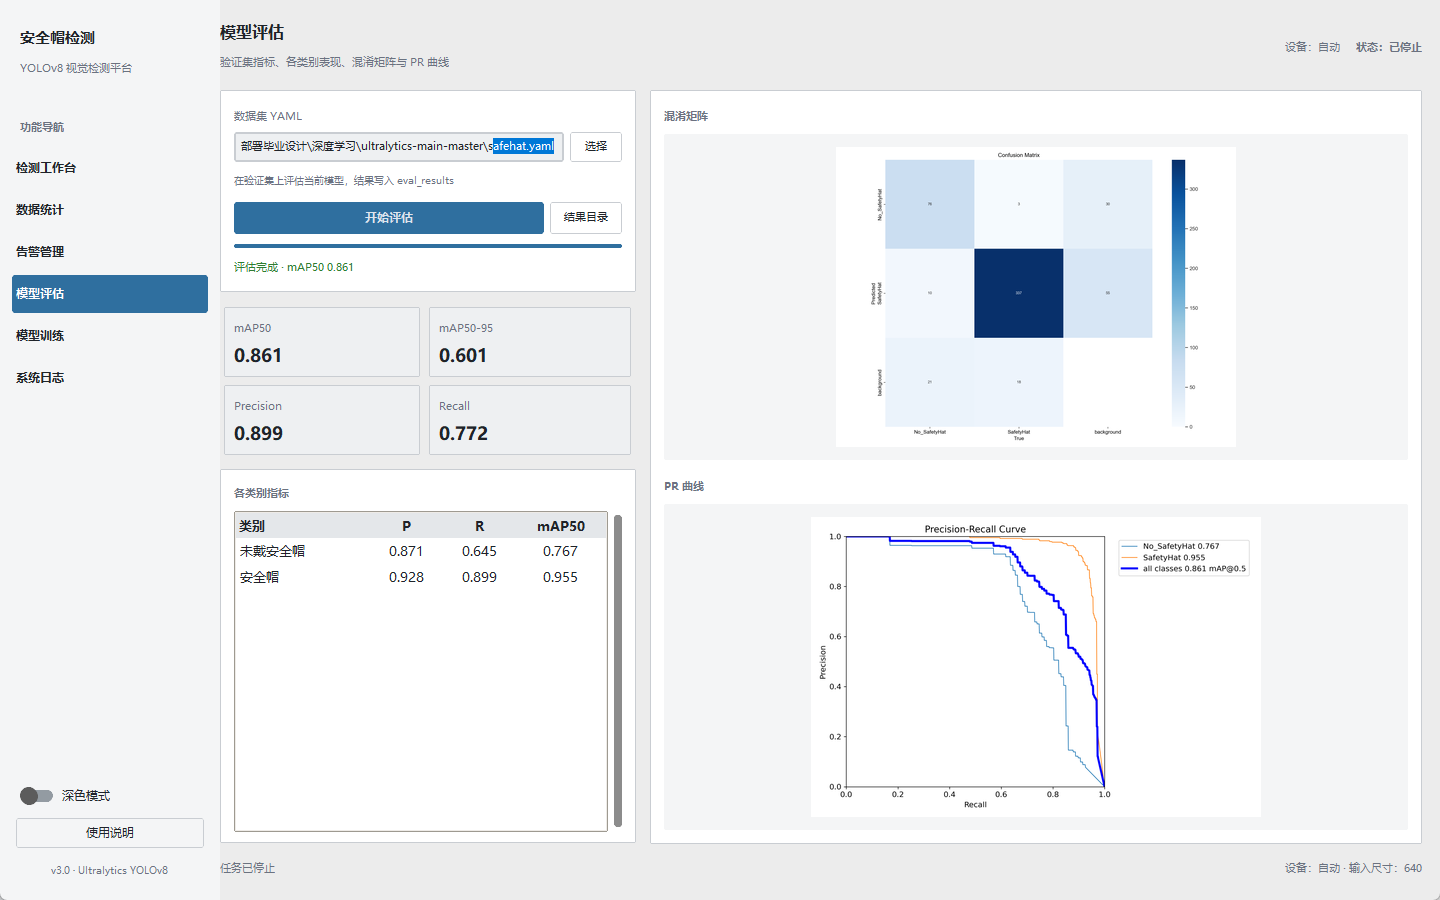 安全帽检测
YOLOv8 视觉检测平台
功能导航
检测工作台
数据统计
告警管理
模型评估
模型训练
系统日志
深色模式
使用说明
v3.0 · Ultralytics YOLOv8
模型评估
验证集指标、各类别表现、混淆矩阵与 PR 曲线
设备：自动 状态：已停止
数据集 YAML
部署毕业设计\深度学习\ultralytics-main-master\safehat.yaml
选择
在验证集上评估当前模型，结果写入 eval_results
开始评估
结果目录
评估完成 · mAP50 0.861
mAP50
0.861
mAP50-95
0.601
Precision
0.899
Recall
0.772
各类别指标
类别 P R mAP50
未戴安全帽 0.871 0.645 0.767
安全帽 0.928 0.899 0.955
混淆矩阵
Confusion Matrix
No_SafetyHat
Predicted
SafetyHat
background
No_SafetyHat
SafetyHat
background
True
300
250
200
150
100
50
0
21
PR 曲线
Precision-Recall Curve
No_SafetyHat 0.767
SafetyHat 0.955
all classes 0.861 mAP@0.5
Precision
1.0
0.8
0.6
0.4
0.2
0.0
0.0 0.2 0.4 0.6 0.8 1.0
Recall
任务已停止
设备：自动 · 输入尺寸：640